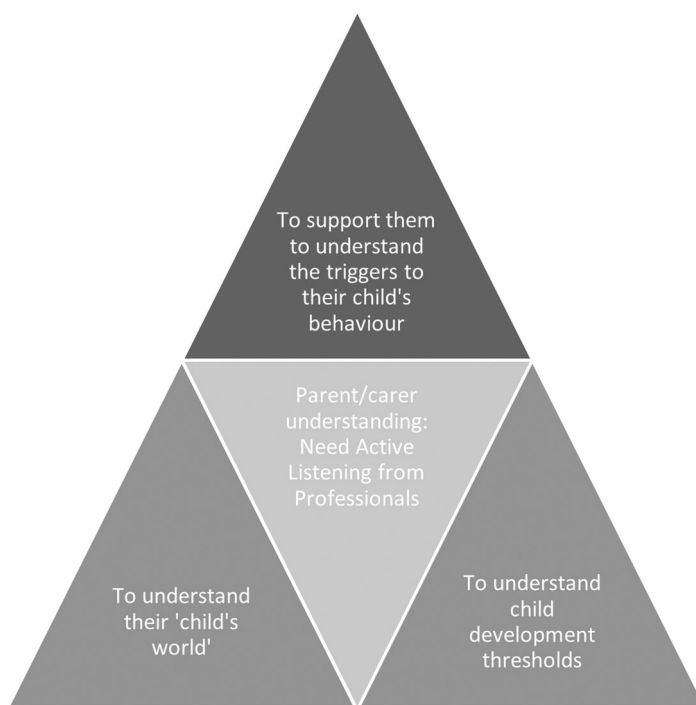 To support them
to understand
the triggers to
their child's
behaviour
Parent/carer
understanding:
Need Active
Listening from
Professionals
To understand
their 'child's
world'
To understand
child
development
thresholds